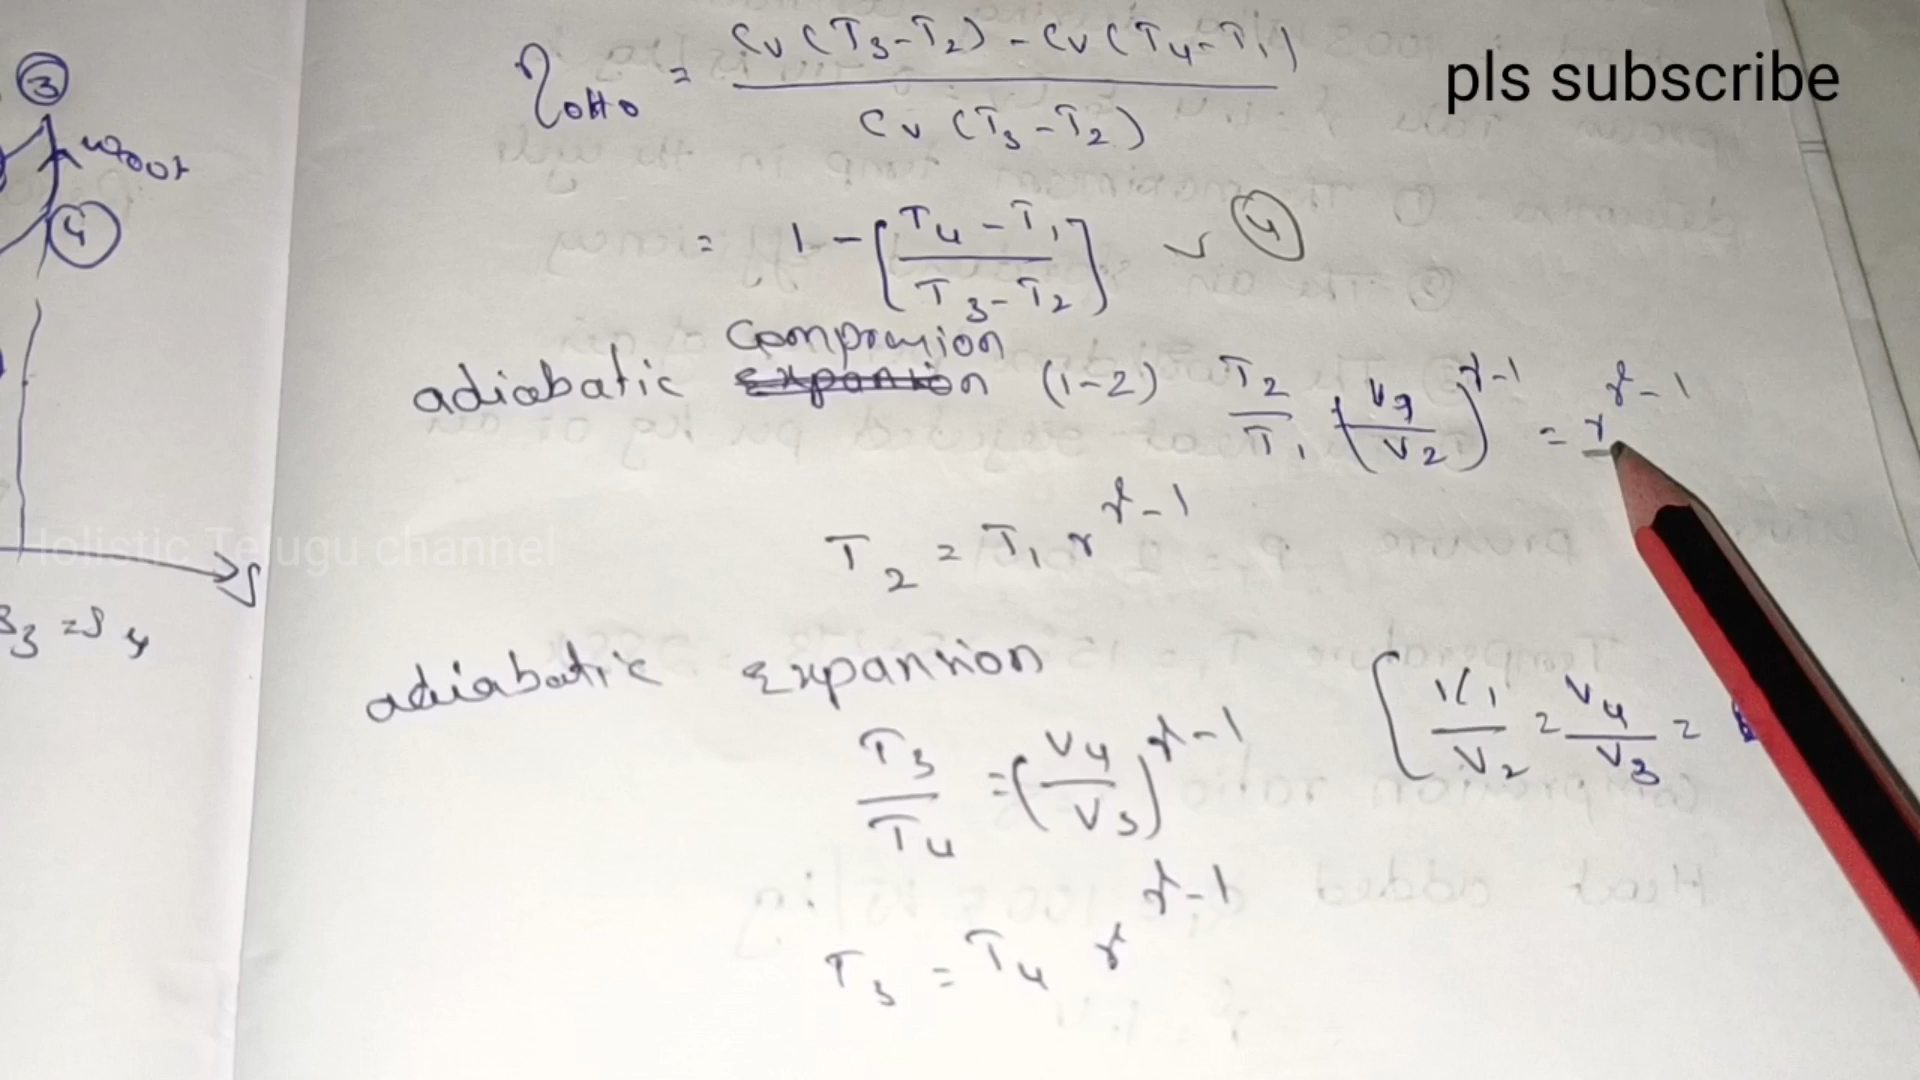 ③
Wout
④
S
S3 = S4
Holistic Telugu channel
pls subscribe
ηotto = Cv(T3-T2) - Cv(T4-T1) / Cv(T3-T2)
= 1 - [T4-T1 / T3-T2] ✓ ④
Compression
adiabatic expansion (1-2) T2/T1 (V1/V2)^γ-1 = r^γ-1
T2 = T1 r^γ-1
adiabatic Expansion
T3/T4 = (V4/V3)^γ-1 [V1/V2 = V4/V3 =
T3 = T4 r^γ-1